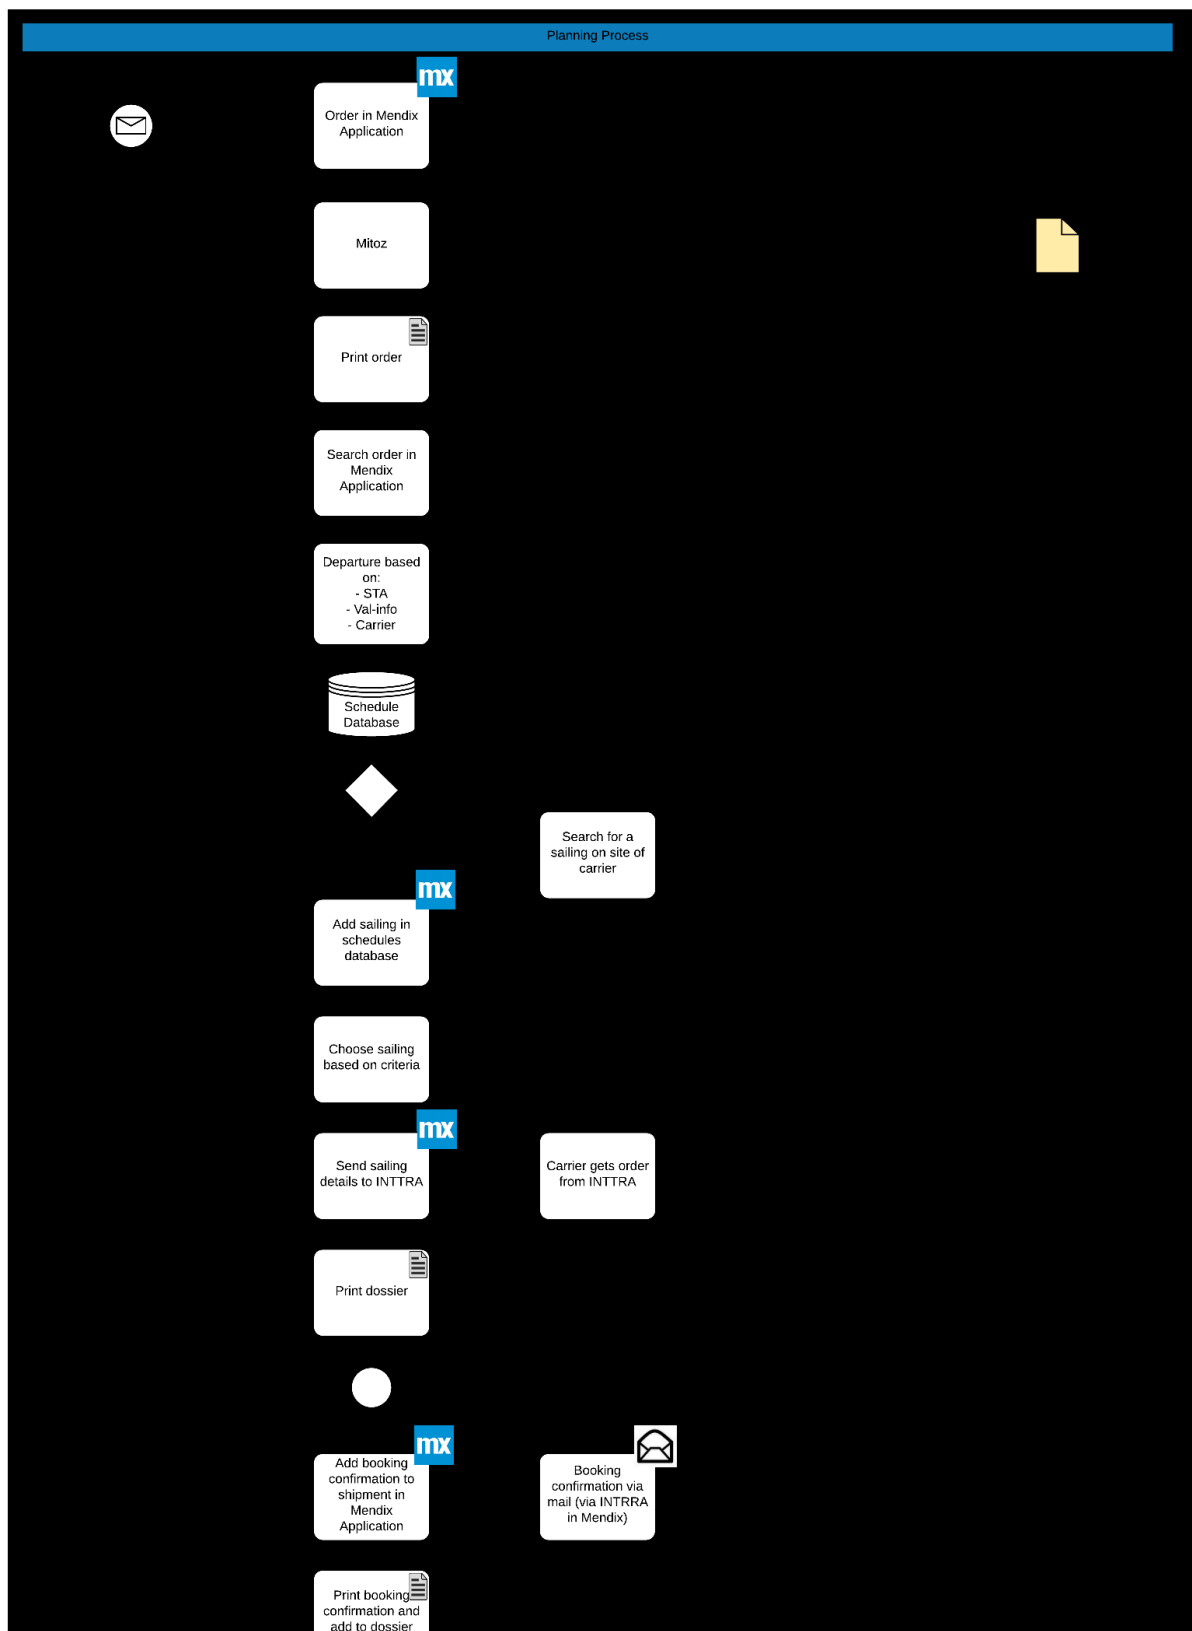 Planning Process
mx
Order in Mendix
Application
Mitoz
Print order
Search order in
Mendix
Application
Departure based
on:
- STA
- Val-info
- Carrier
Schedule
Database
Search for a
sailing on site of
carrier
mx
Add sailing in
schedules
database
Choose sailing
based on criteria
mx
Send sailing
details to INTTRA
Carrier gets order
from INTTRA
Print dossier
mx
Add booking
confirmation to
shipment in
Mendix
Application
Booking
confirmation via
mail (via INTRRA
in Mendix)
Print booking
confirmation and
add to dossier